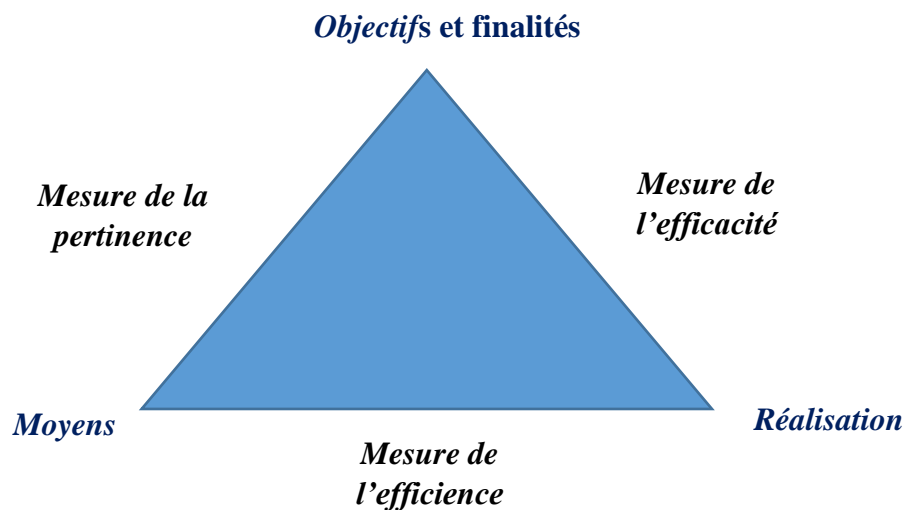 Objectifs et finalités
Mesure de la
pertinence
Mesure de
l’efficacité
Moyens
Réalisation
Mesure de
l’efficience